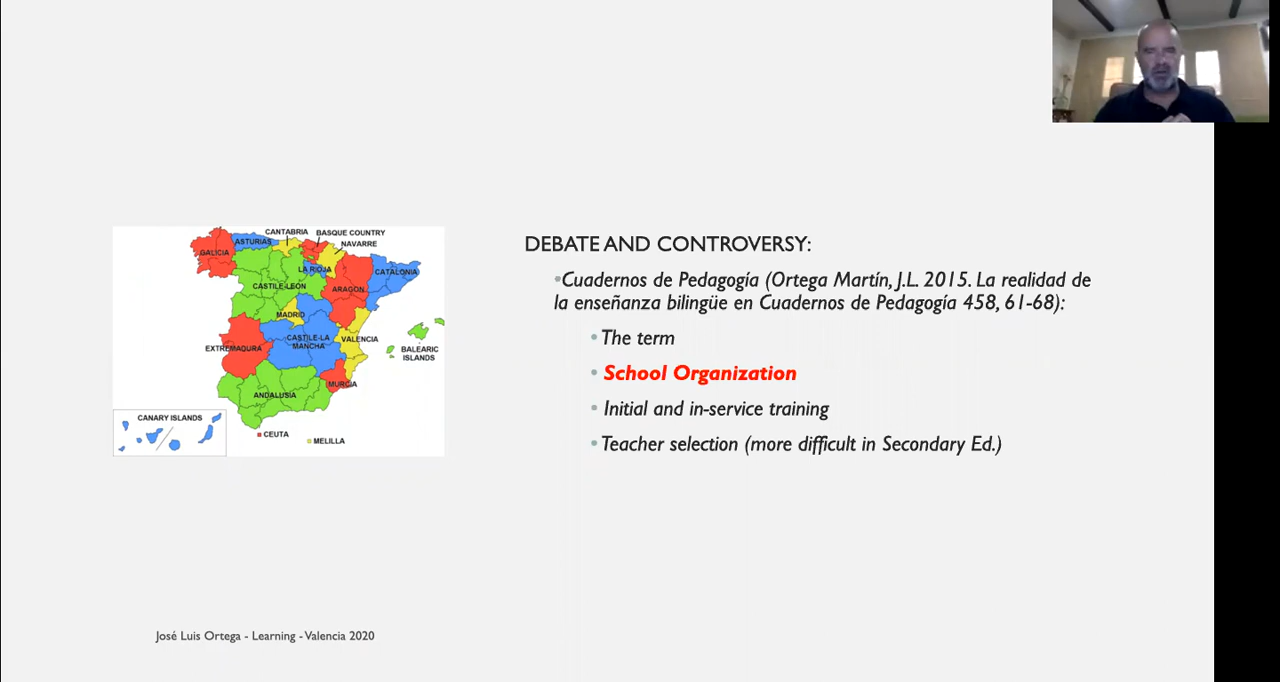 CANTABRIA
BASQUE COUNTRY
ASTURIAS
NAVARRE
GALICIA
LA RIOJA
CATALONIA
CASTILE-LEON
ARAGON
MADRID
CASTILE-LA
MANCHA
VALENCIA
EXTREMADURA
BALEARIC
ISLANDS
MURCIA
ANDALUSIA
CANARY ISLANDS
CEUTA
MELILLA
DEBATE AND CONTROVERSY:
•Cuadernos de Pedagogía (Ortega Martín, J.L. 2015. La realidad de
la enseñanza bilingüe en Cuadernos de Pedagogía 458, 61-68):
• The term
• School Organization
• Initial and in-service training
• Teacher selection (more difficult in Secondary Ed.)
José Luis Ortega - Learning - Valencia 2020